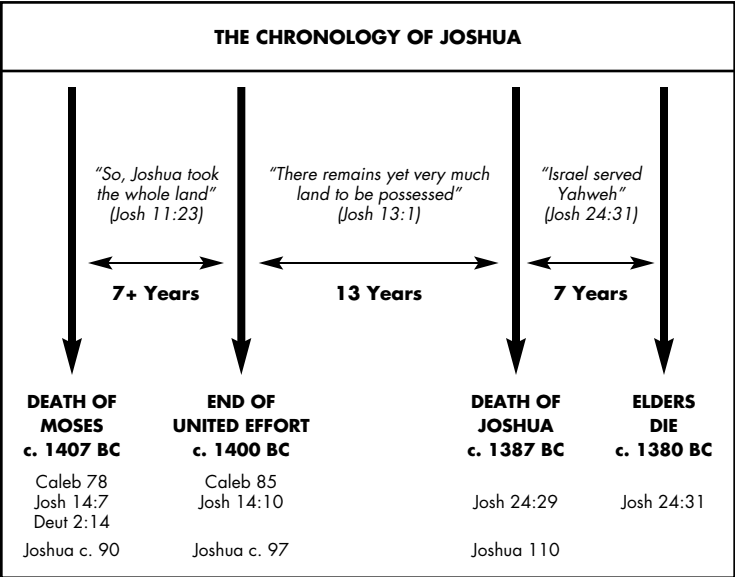 THE CHRONOLOGY OF JOSHUA
“So, Joshua took
the whole land”
(Josh 11:23)
“There remains yet very much
land to be possessed”
(Josh 13:1)
“Israel served
Yahweh”
(Josh 24:31)
7+ Years
13 Years
7 Years
DEATH OF
MOSES
c. 1407 BC
Caleb 78
Josh 14:7
Deut 2:14
Joshua c. 90
END OF
UNITED EFFORT
c. 1400 BC
Caleb 85
Josh 14:10
Joshua c. 97
DEATH OF
JOSHUA
c. 1387 BC
Josh 24:29
Joshua 110
ELDERS
DIE
c. 1380 BC
Josh 24:31